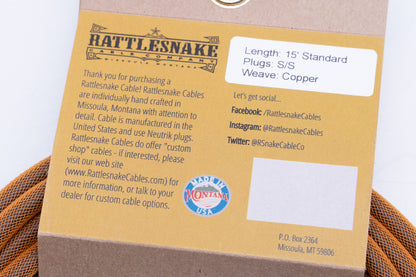 RATTLESNAKE
CABLE COMPANY
MISSOULA, MONTANA
Length: 15' Standard
Plugs: S/S
Weave: Copper
Thank you for purchasing a
Rattlesnake Cable! Rattlesnake Cables
are individually hand crafted in
Missoula, Montana with attention to
detail. Cable is manufactured in the
United States and use Neutrik plugs.
Rattlesnake Cables do offer "custom
shop" cables - if interested, please
visit our web site
(www.RattlesnakeCables.com) for
more information, or talk to your
dealer for custom cable options.
Let's get social...
Facebook: /RattlesnakeCables
Instagram: @RattlesnakeCables
Twitter: @RSnakeCableCo
MADE IN
MONTANA
USA
P.O. Box 2364
Missoula, MT 59806